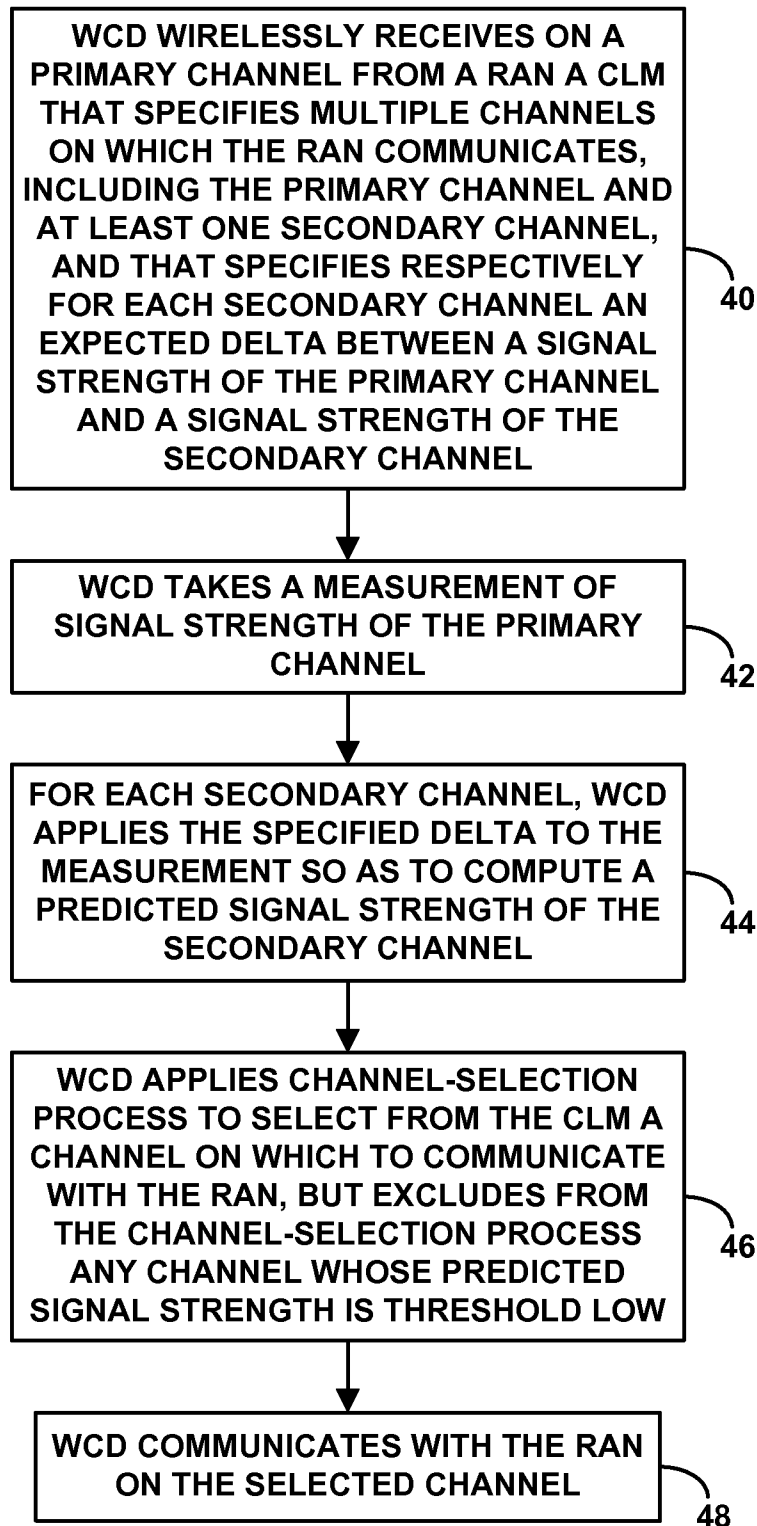 WCD WIRELESSLY RECEIVES ON A
PRIMARY CHANNEL FROM A RAN A CLM
THAT SPECIFIES MULTIPLE CHANNELS
ON WHICH THE RAN COMMUNICATES,
INCLUDING THE PRIMARY CHANNEL AND
AT LEAST ONE SECONDARY CHANNEL,
AND THAT SPECIFIES RESPECTIVELY
FOR EACH SECONDARY CHANNEL AN
EXPECTED DELTA BETWEEN A SIGNAL
STRENGTH OF THE PRIMARY CHANNEL
AND A SIGNAL STRENGTH OF THE
SECONDARY CHANNEL
40
WCD TAKES A MEASUREMENT OF
SIGNAL STRENGTH OF THE PRIMARY
CHANNEL
42
FOR EACH SECONDARY CHANNEL, WCD
APPLIES THE SPECIFIED DELTA TO THE
MEASUREMENT SO AS TO COMPUTE A
PREDICTED SIGNAL STRENGTH OF THE
SECONDARY CHANNEL
44
WCD APPLIES CHANNEL-SELECTION
PROCESS TO SELECT FROM THE CLM A
CHANNEL ON WHICH TO COMMUNICATE
WITH THE RAN, BUT EXCLUDES FROM
THE CHANNEL-SELECTION PROCESS
ANY CHANNEL WHOSE PREDICTED
SIGNAL STRENGTH IS THRESHOLD LOW
46
WCD COMMUNICATES WITH THE RAN
ON THE SELECTED CHANNEL
48